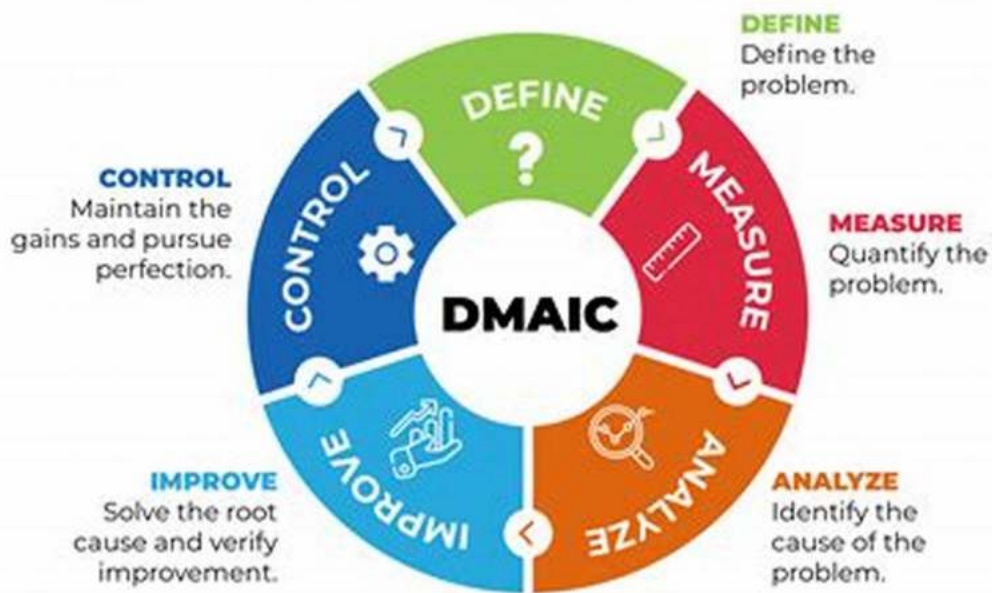 DEFINE
Define the
problem.
DEFINE
?
MEASURE
MEASURE
Quantify the
problem.
CONTROL
Maintain the
gains and pursue
perfection.
CONTROL
DMAIC
ANALYZE
ANALYZE
Identify the
cause of the
problem.
IMPROVE
IMPROVE
Solve the root
cause and verify
improvement.